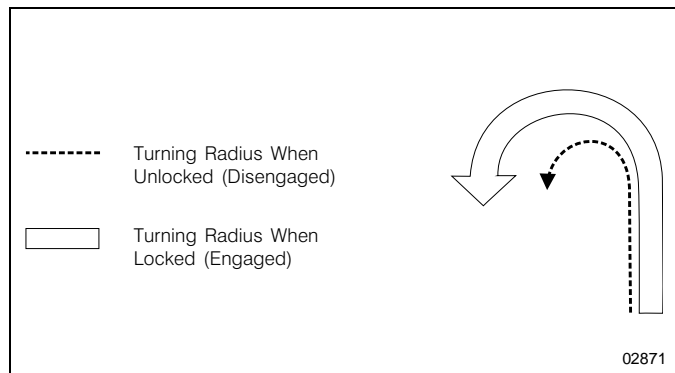 Turning Radius When
Unlocked (Disengaged)
Turning Radius When
Locked (Engaged)
02871